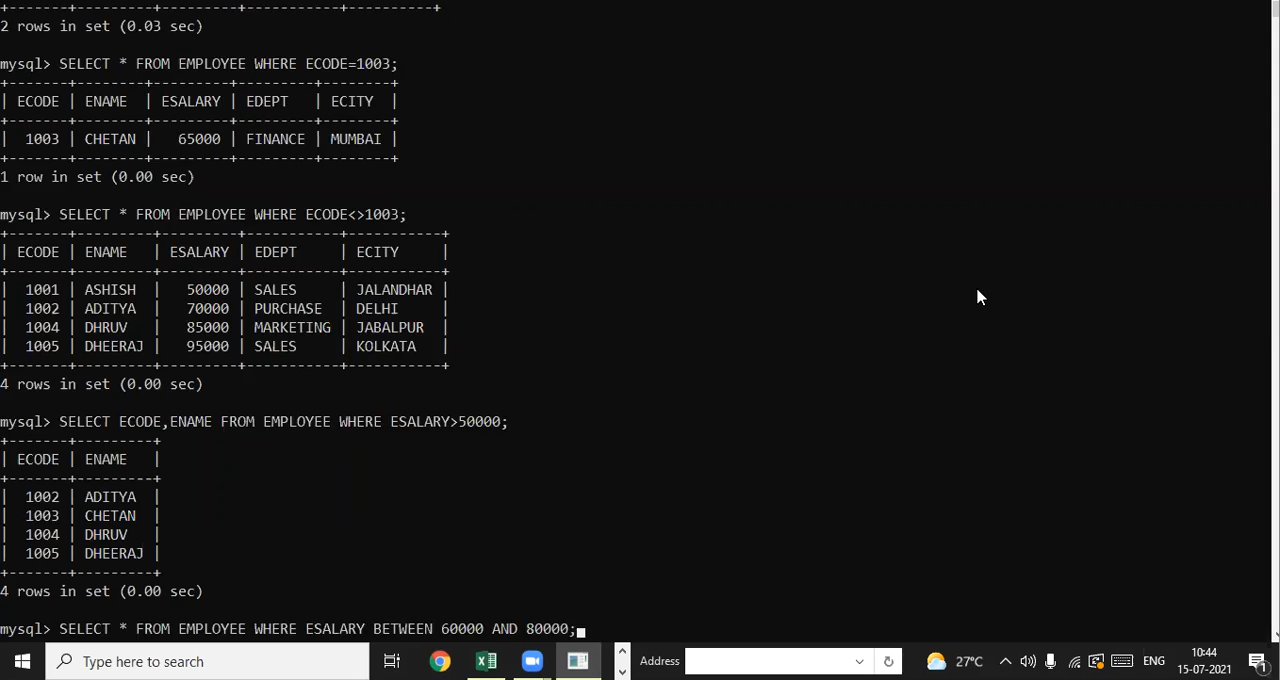 +-------+---------+----------+-----------+----------+
2 rows in set (0.03 sec)
mysql> SELECT * FROM EMPLOYEE WHERE ECODE=1003;
+-------+--------+---------+---------+--------+
| ECODE | ENAME  | ESALARY | EDEPT   | ECITY  |
+-------+--------+---------+---------+--------+
|  1003 | CHETAN |   65000 | FINANCE | MUMBAI |
+-------+--------+---------+---------+--------+
1 row in set (0.00 sec)
mysql> SELECT * FROM EMPLOYEE WHERE ECODE<>1003;
+-------+---------+---------+-----------+-----------+
| ECODE | ENAME   | ESALARY | EDEPT     | ECITY     |
+-------+---------+---------+-----------+-----------+
|  1001 | ASHISH  |   50000 | SALES     | JALANDHAR |
|  1002 | ADITYA  |   70000 | PURCHASE  | DELHI     |
|  1004 | DHRUV   |   85000 | MARKETING | JABALPUR  |
|  1005 | DHEERAJ |   95000 | SALES     | KOLKATA   |
+-------+---------+---------+-----------+-----------+
4 rows in set (0.00 sec)
mysql> SELECT ECODE,ENAME FROM EMPLOYEE WHERE ESALARY>50000;
+-------+---------+
| ECODE | ENAME   |
+-------+---------+
|  1002 | ADITYA  |
|  1003 | CHETAN  |
|  1004 | DHRUV   |
|  1005 | DHEERAJ |
+-------+---------+
4 rows in set (0.00 sec)
mysql> SELECT * FROM EMPLOYEE WHERE ESALARY BETWEEN 60000 AND 80000;
Type here to search
Address
27°C
ENG
10:44
15-07-2021
1